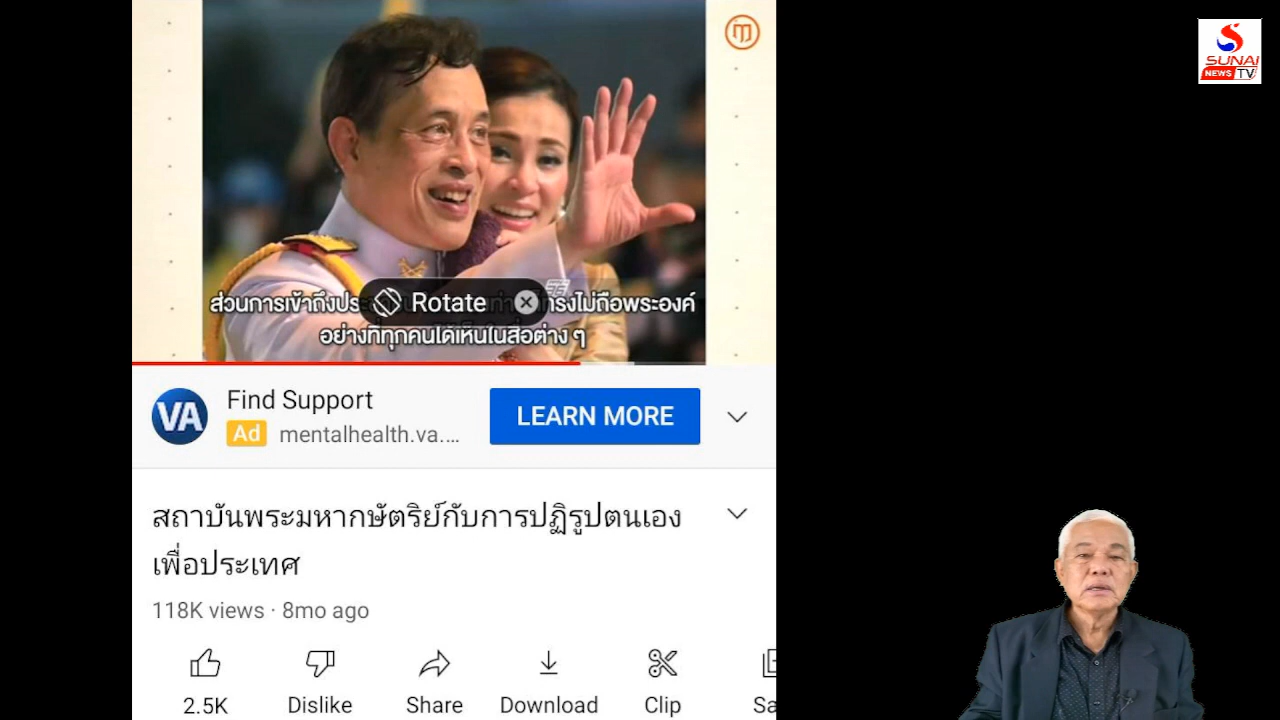 SUNAI
NEWS TV
ส่วนการเข้าถึง
Rotate
ทรงไม่ถือพระองค์
อย่างที่ทุกคนได้เห็นในสื่อต่าง ๆ
VA
Find Support
Ad mentalhealth.va....
LEARN MORE
สถาบันพระมหากษัตริย์กับการปฏิรูปตนเอง
เพื่อประเทศ
118K views · 8mo ago
2.5K
Dislike
Share
Download
Clip
Sa